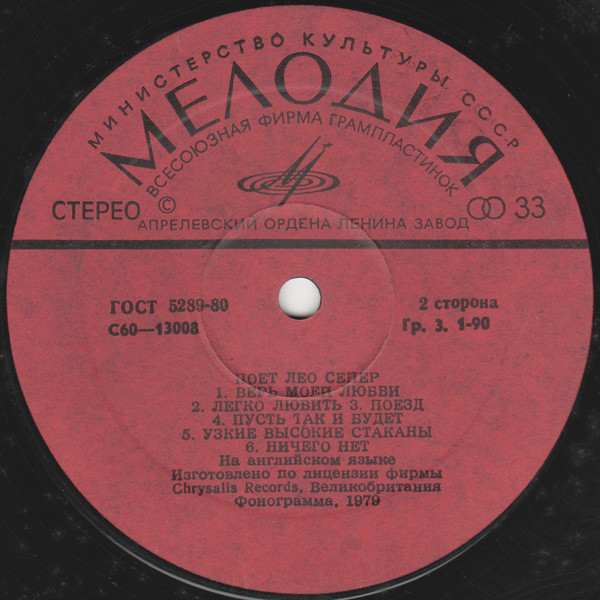 МИНИСТЕРСТВО КУЛЬТУРЫ СССР
МЕЛОДИЯ
ВСЕСОЮЗНАЯ ФИРМА ГРАМПЛАСТИНОК
СТЕРЕО © 33
АПРЕЛЕВСКИЙ ОРДЕНА ЛЕНИНА ЗАВОД
ГОСТ 5289-80 2 сторона
С60—13008 Гр. 3. 1-90
ПОЕТ ЛЕО СЕЙЕР
1. ВЕРЬ МОЕЙ ЛЮБВИ
2. ЛЕГКО ЛЮБИТЬ 3. ПОЕЗД
4. ПУСТЬ ТАК И БУДЕТ
5. УЗКИЕ ВЫСОКИЕ СТАКАНЫ
6. НИЧЕГО НЕТ
На английском языке
Изготовлено по лицензии фирмы
Chrysalis Records, Великобритания
Фонограмма, 1979